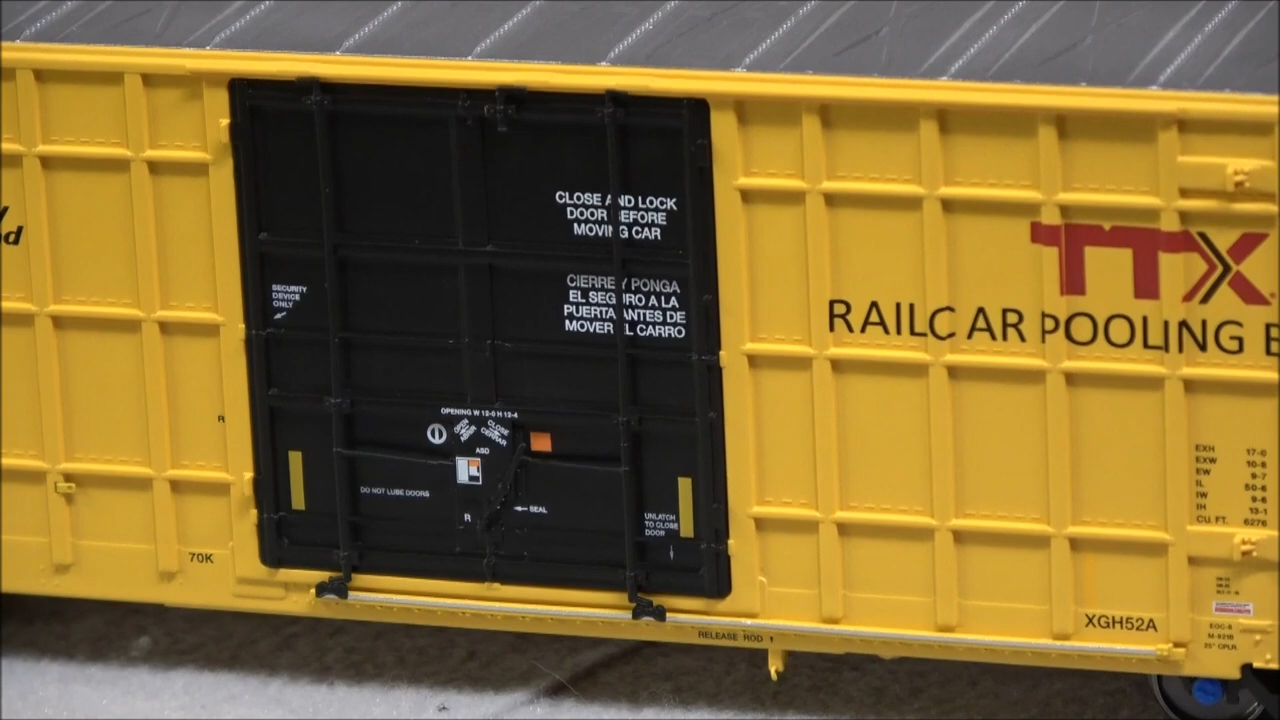 CLOSE AND LOCK
DOOR BEFORE
MOVING CAR
CIERRE Y PONGA
EL SEGURO A LA
PUERTA ANTES DE
MOVER EL CARRO
SECURITY
DEVICE
ONLY
TTX
RAILCAR POOLING E
OPENING W 12-0 H 12-4
OPEN
ABRIR
CLOSE
CERRAR
ASD
DO NOT LUBE DOORS
R
SEAL
UNLATCH
TO CLOSE
DOOR
R
70K
EXH 17-0
EXW 10-8
EW 9-7
IL 50-6
IW 9-6
IH 13-1
CU. FT. 6276
XGH52A
RELEASE ROD
EOC-8
M-921B
25" CPLR